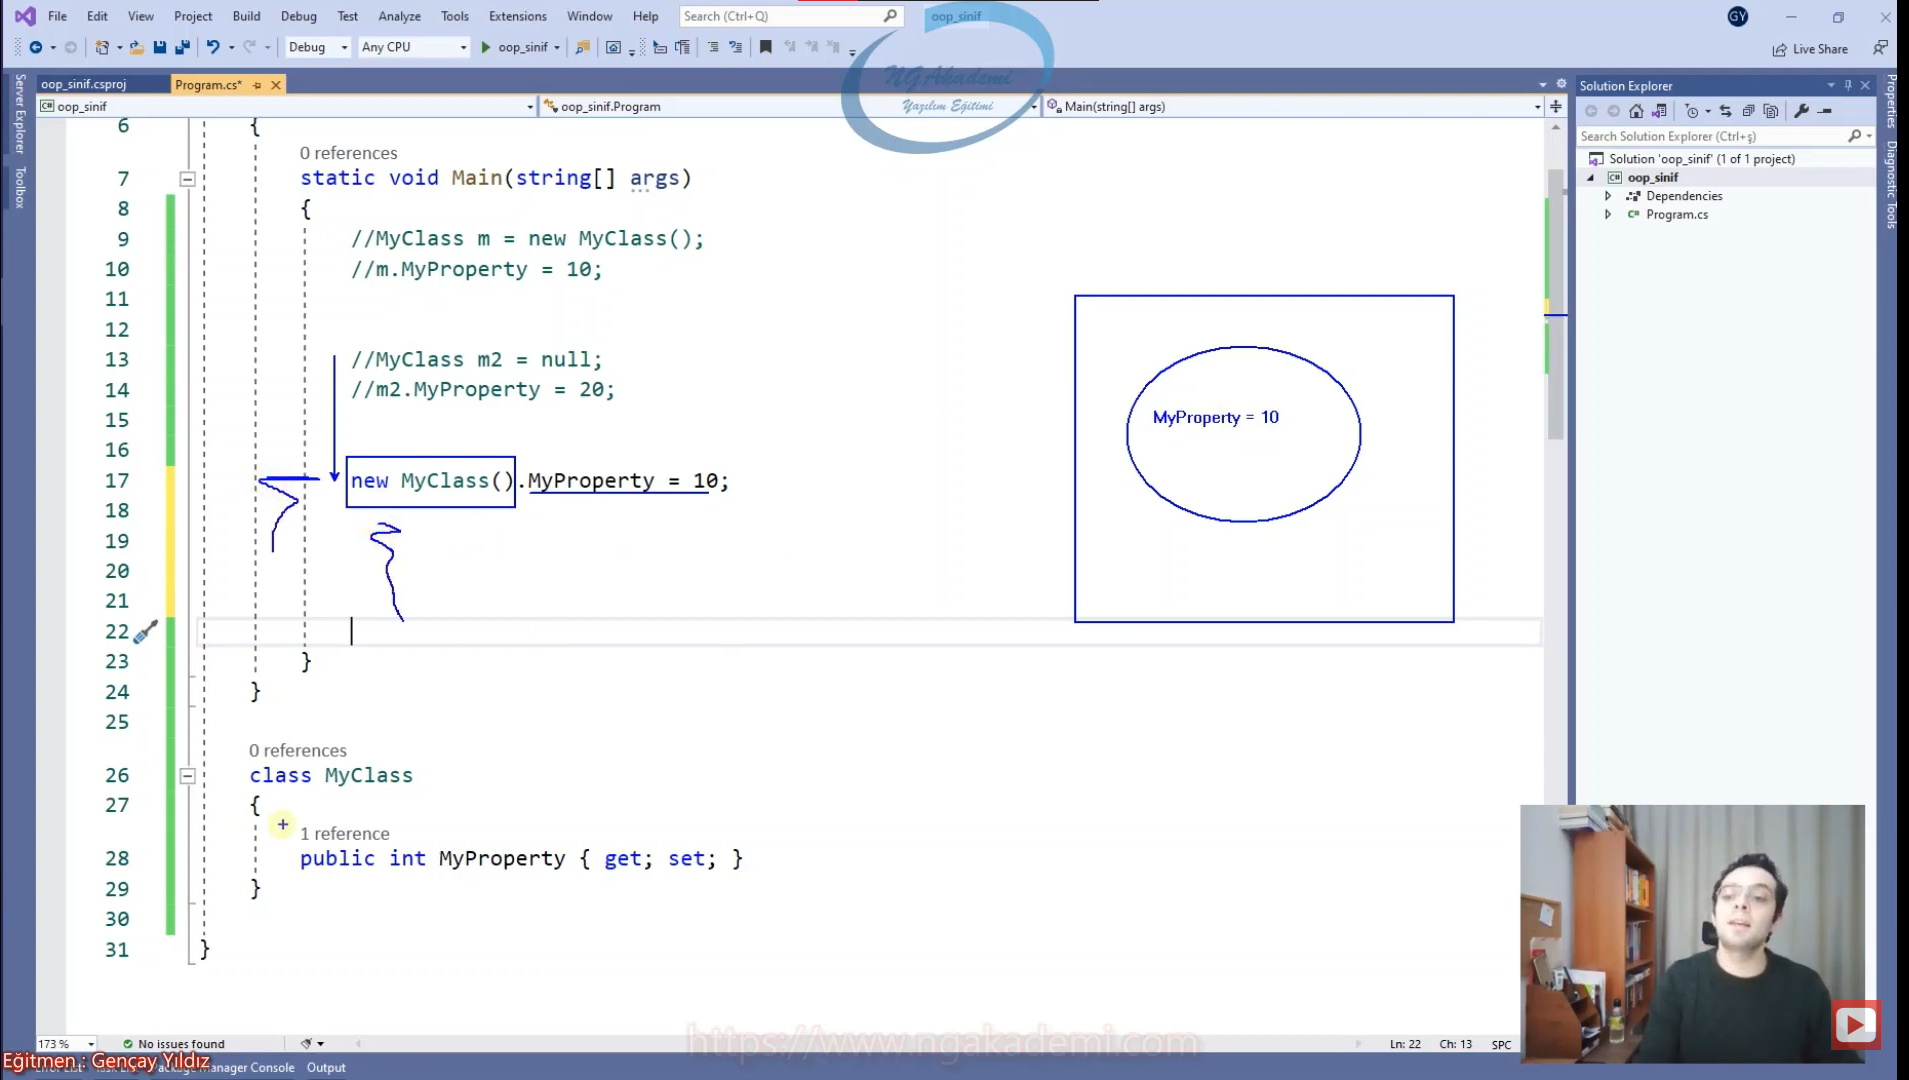 File Edit View Project Build Debug Test Analyze Tools Extensions Window Help Search (Ctrl+Q) oop_sinif GY
Debug Any CPU oop_sinif Live Share
NGAkademi
Yazılım Eğitimi
Server Explorer
Toolbox
oop_sinif.csproj Program.cs*
C# oop_sinif oop_sinif.Program Main(string[] args)
6 {
0 references
7 static void Main(string[] args)
8 {
9 //MyClass m = new MyClass();
10 //m.MyProperty = 10;
11
12
13 //MyClass m2 = null;
14 //m2.MyProperty = 20;
15
16
17 new MyClass().MyProperty = 10;
18
19
20
21
22
23 }
24 }
25
0 references
26 class MyClass
27 {
1 reference
28 public int MyProperty { get; set; }
29 }
30
31 }
MyProperty = 10
Solution Explorer
Search Solution Explorer (Ctrl+ş)
Solution 'oop_sinif' (1 of 1 project)
C# oop_sinif
Dependencies
C# Program.cs
Properties
Diagnostic Tools
https://www.ngakademi.com
173 % No issues found Ln: 22 Ch: 13 SPC
Eğitmen : Gençay Yıldız
Package Manager Console Output